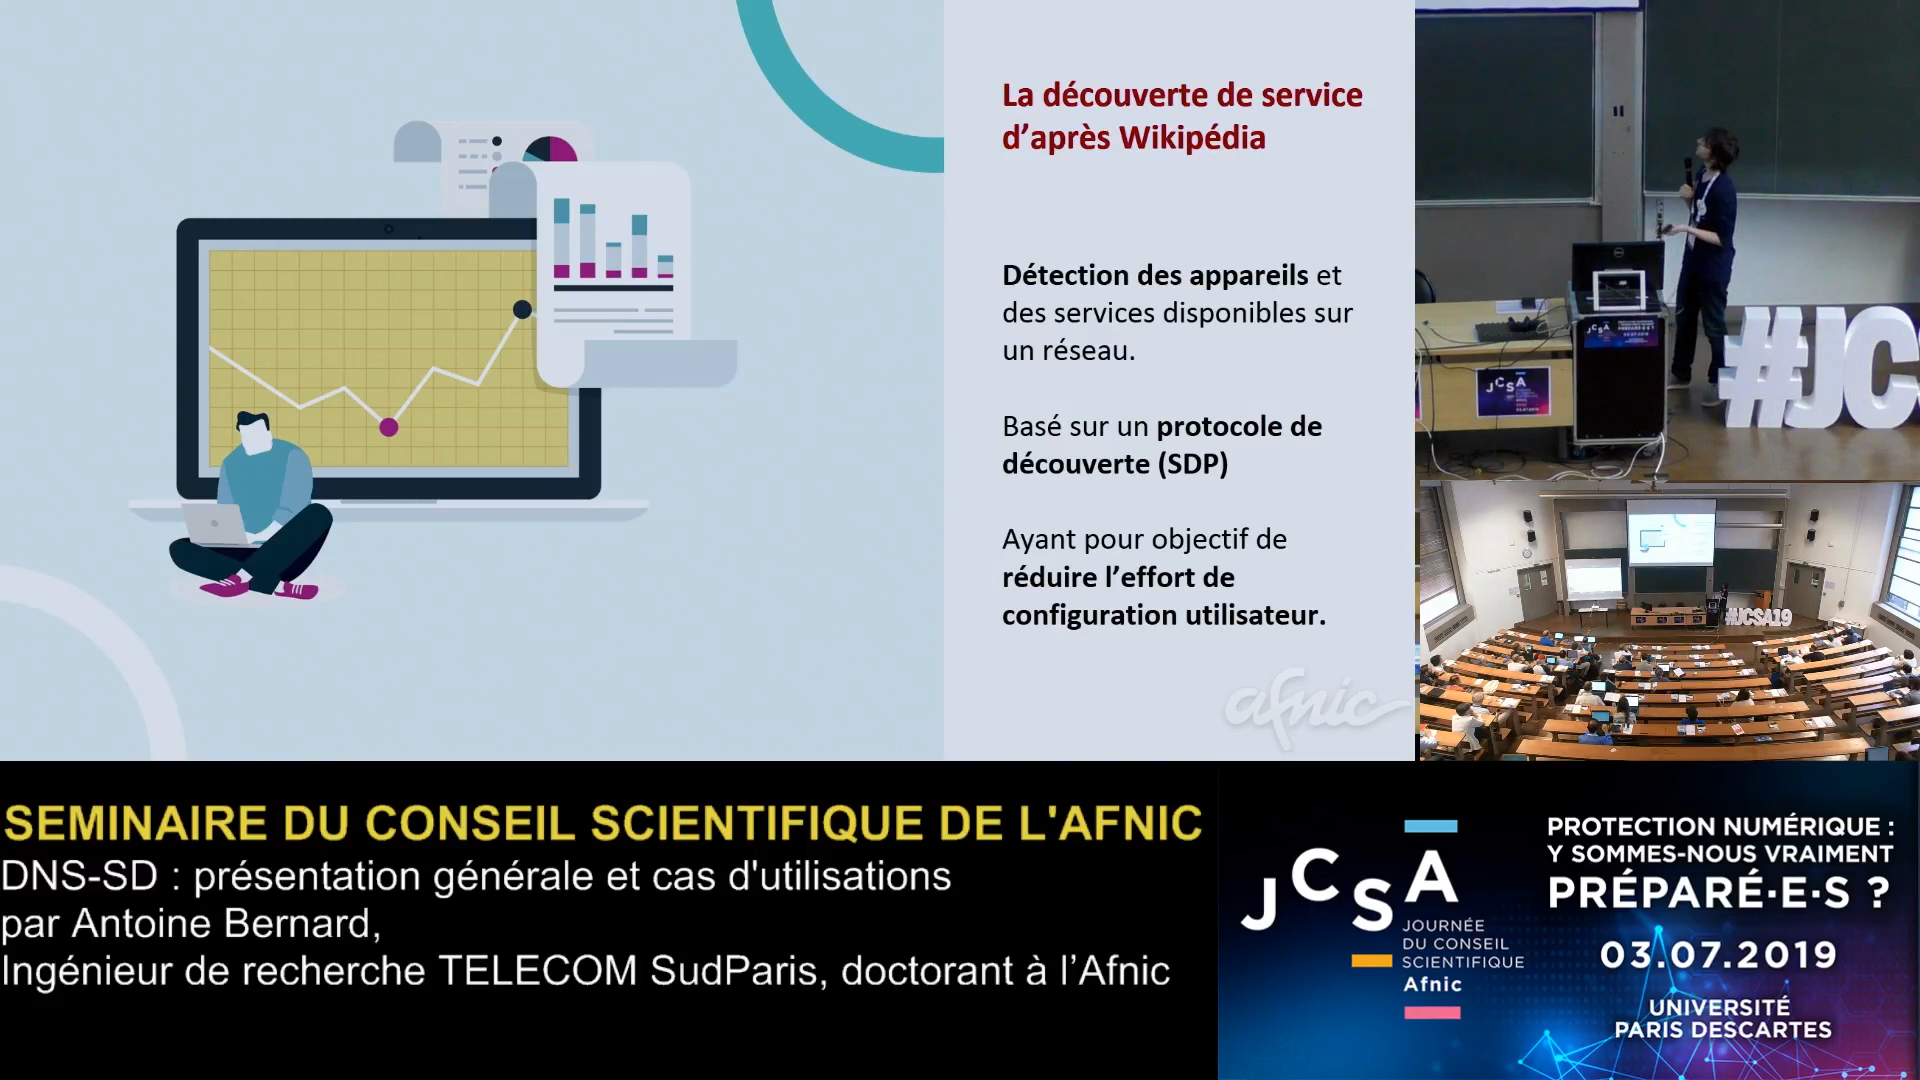 La découverte de service
d’après Wikipédia
Détection des appareils et
des services disponibles sur
un réseau.
Basé sur un protocole de
découverte (SDP)
Ayant pour objectif de
réduire l’effort de
configuration utilisateur.
afnic
JCSA
#JCS
JCSA
#JCSA19
SEMINAIRE DU CONSEIL SCIENTIFIQUE DE L'AFNIC
DNS-SD : présentation générale et cas d'utilisations
par Antoine Bernard,
Ingénieur de recherche TELECOM SudParis, doctorant à l’Afnic
JCSA
JOURNÉE
DU CONSEIL
SCIENTIFIQUE
Afnic
PROTECTION NUMÉRIQUE :
Y SOMMES-NOUS VRAIMENT
PRÉPARÉ·E·S ?
03.07.2019
UNIVERSITÉ
PARIS DESCARTES